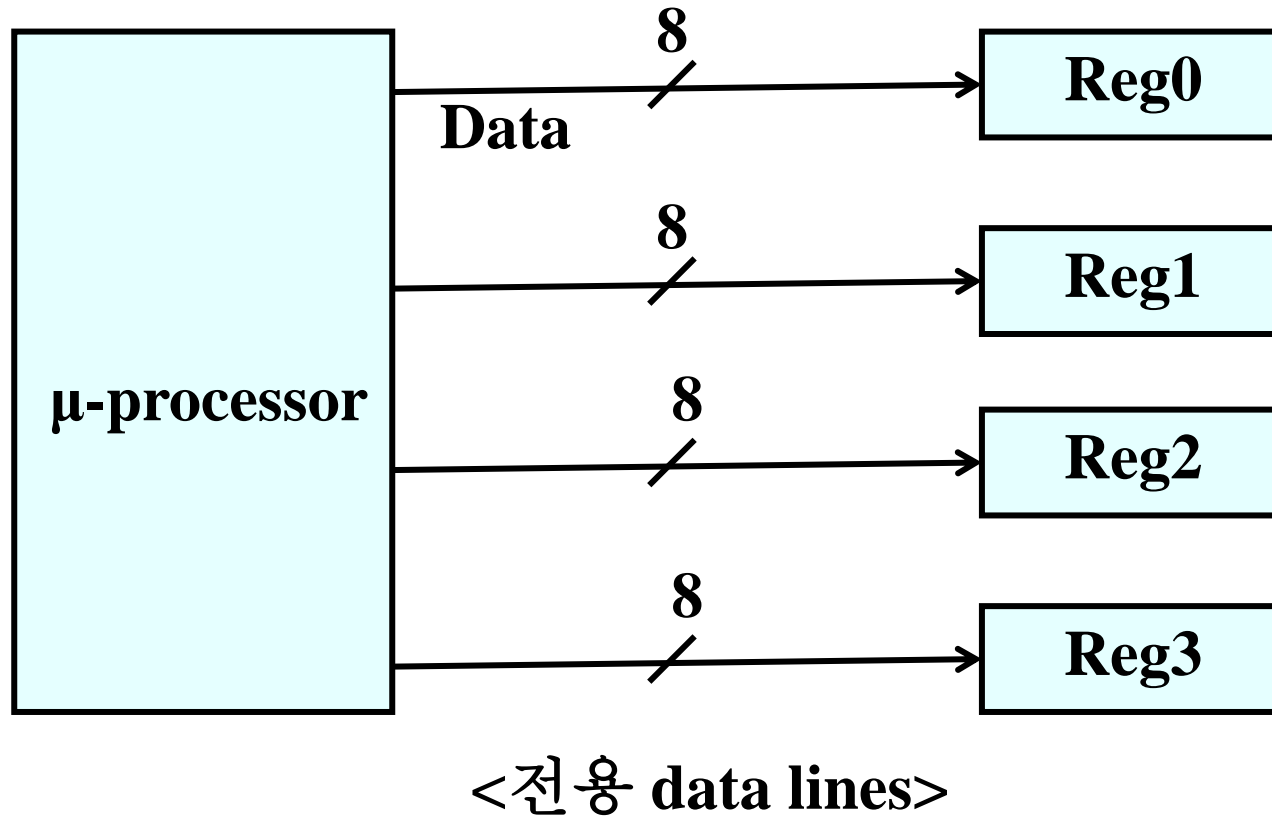 8
Reg0
Data
8
Reg1
μ-processor
8
Reg2
8
Reg3
<전용 data lines>